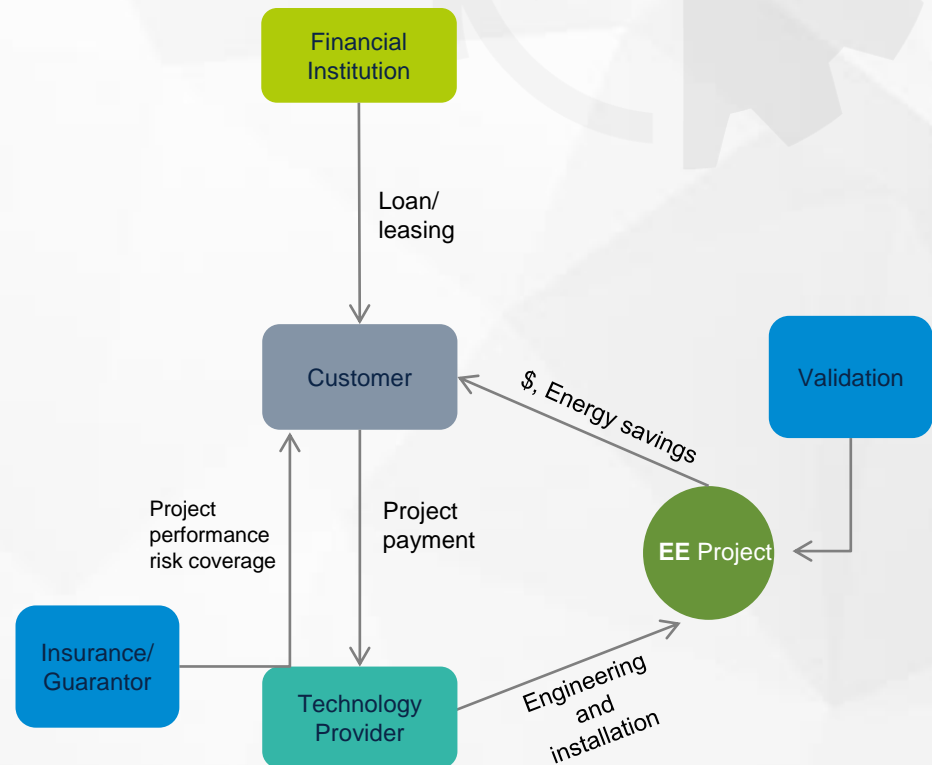 Financial
Institution
Loan/
leasing
Customer
$, Energy savings
Validation
Project
performance
risk coverage
Project
payment
EE Project
Insurance/
Guarantor
Technology
Provider
Engineering
and
installation